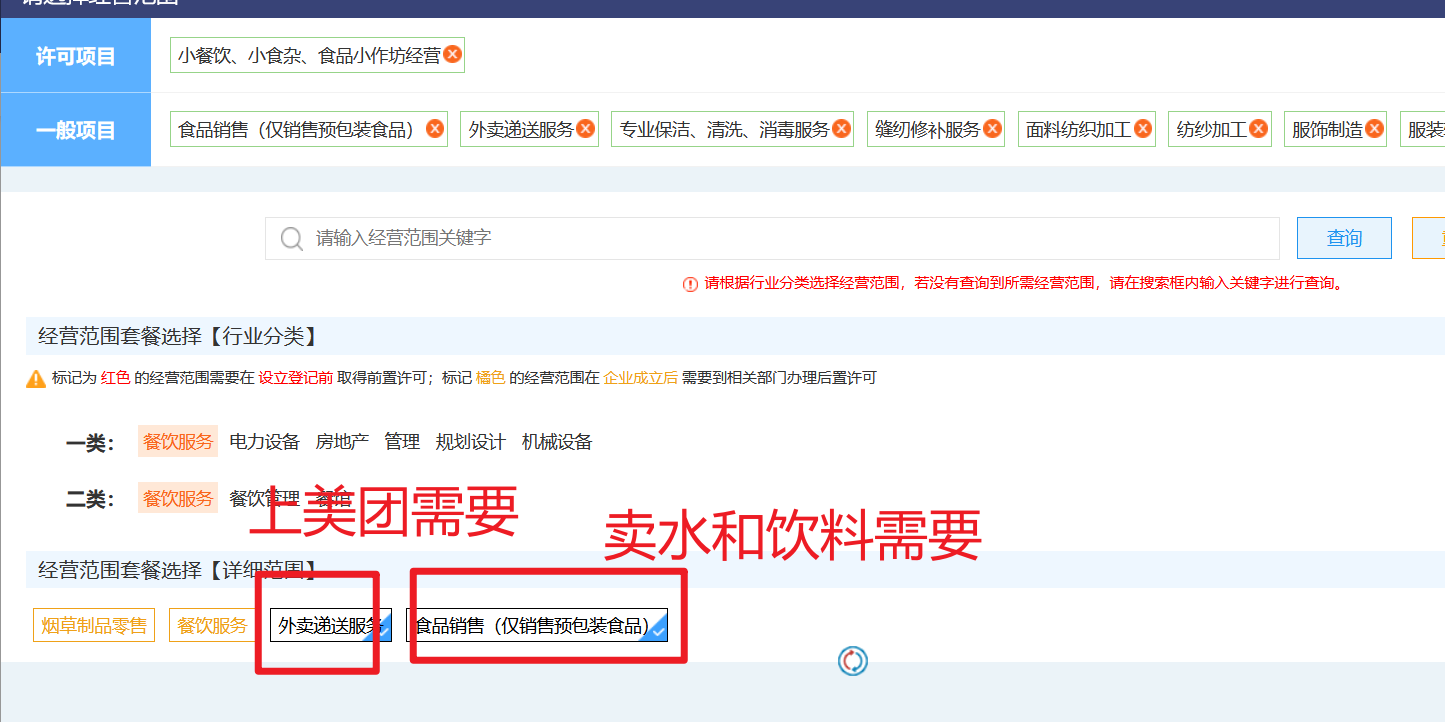 请选择经营范围
许可项目
小餐饮、小食杂、食品小作坊经营
一般项目
食品销售（仅销售预包装食品） 外卖递送服务 专业保洁、清洗、消毒服务 缝纫修补服务 面料纺织加工 纺纱加工 服饰制造 服装
请输入经营范围关键字 查询
请根据行业分类选择经营范围，若没有查询到所需经营范围，请在搜索框内输入关键字进行查询。
经营范围套餐选择【行业分类】
标记为 红色 的经营范围需要在 设立登记前 取得前置许可；标记 橘色 的经营范围在 企业成立后 需要到相关部门办理后置许可
一类： 餐饮服务 电力设备 房地产 管理 规划设计 机械设备
二类： 餐饮服务 餐饮管理 餐馆
上美团需要
卖水和饮料需要
经营范围套餐选择【详细范围】
烟草制品零售 餐饮服务 外卖递送服务 食品销售（仅销售预包装食品）